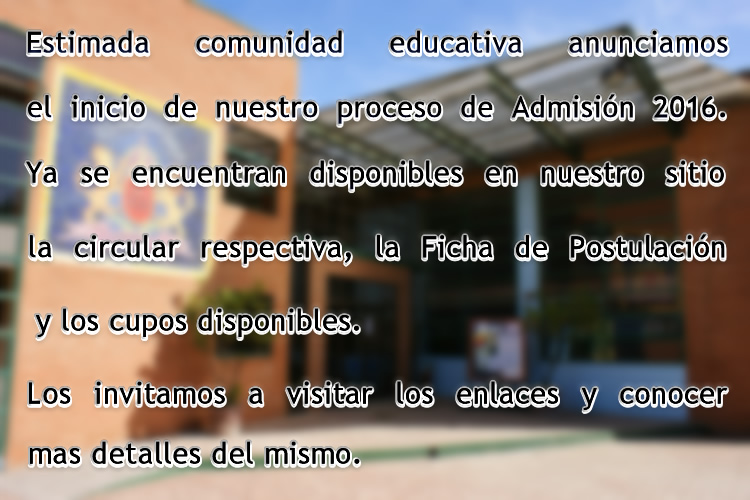 Estimada comunidad educativa anunciamos
el inicio de nuestro proceso de Admisión 2016.
Ya se encuentran disponibles en nuestro sitio
la circular respectiva, la Ficha de Postulación
y los cupos disponibles.
Los invitamos a visitar los enlaces y conocer
mas detalles del mismo.